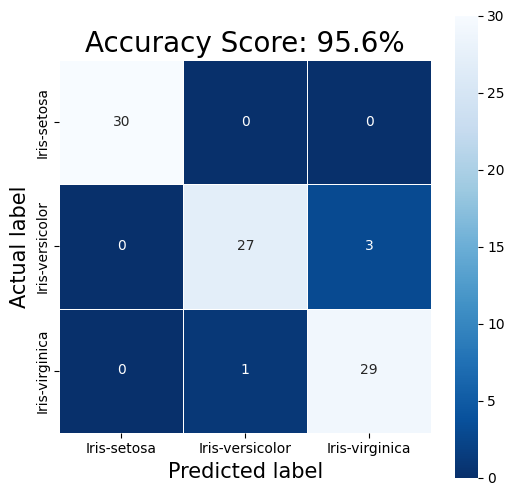 Accuracy Score: 95.6%
Actual label
Iris-setosa
30 0 0
Iris-versicolor
0 27 3
Iris-virginica
0 1 29
Iris-setosa Iris-versicolor Iris-virginica
Predicted label
30
25
20
15
10
5
0